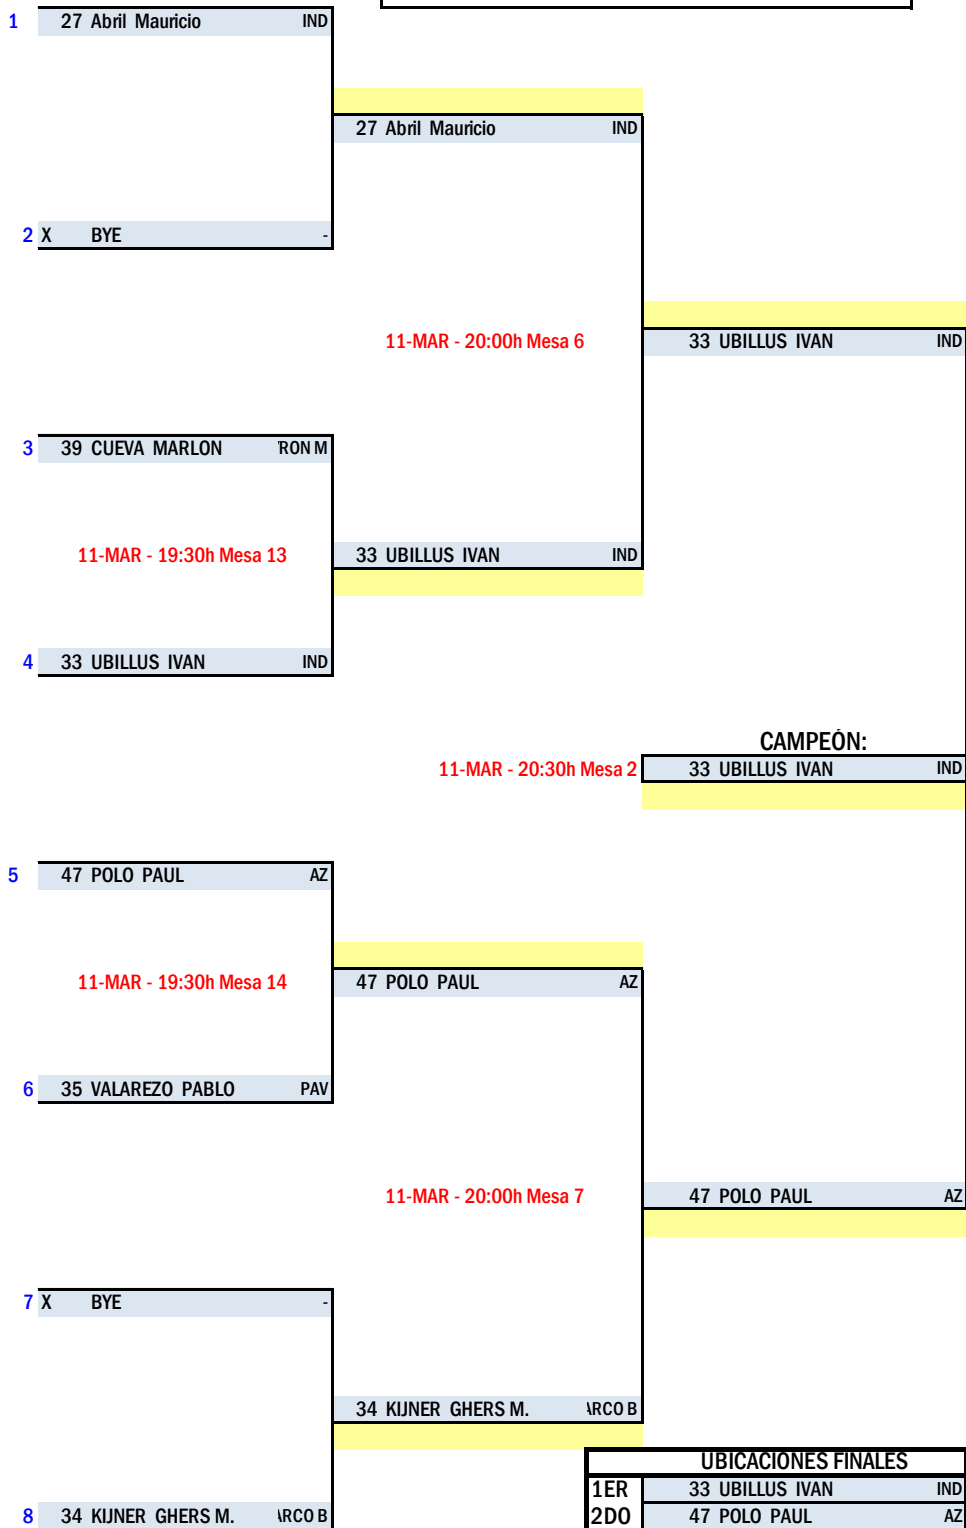 1 27 Abril Mauricio IND
27 Abril Mauricio IND
2 X BYE -
11-MAR - 20:00h Mesa 6
33 UBILLUS IVAN IND
3 39 CUEVA MARLON RON M
11-MAR - 19:30h Mesa 13
33 UBILLUS IVAN IND
4 33 UBILLUS IVAN IND
CAMPEÓN:
11-MAR - 20:30h Mesa 2 33 UBILLUS IVAN IND
5 47 POLO PAUL AZ
11-MAR - 19:30h Mesa 14
47 POLO PAUL AZ
6 35 VALAREZO PABLO PAV
11-MAR - 20:00h Mesa 7
47 POLO PAUL AZ
7 X BYE -
34 KIJNER GHERS M. ARCO B
UBICACIONES FINALES
1ER 33 UBILLUS IVAN IND
8 34 KIJNER GHERS M. ARCO B
2DO 47 POLO PAUL AZ